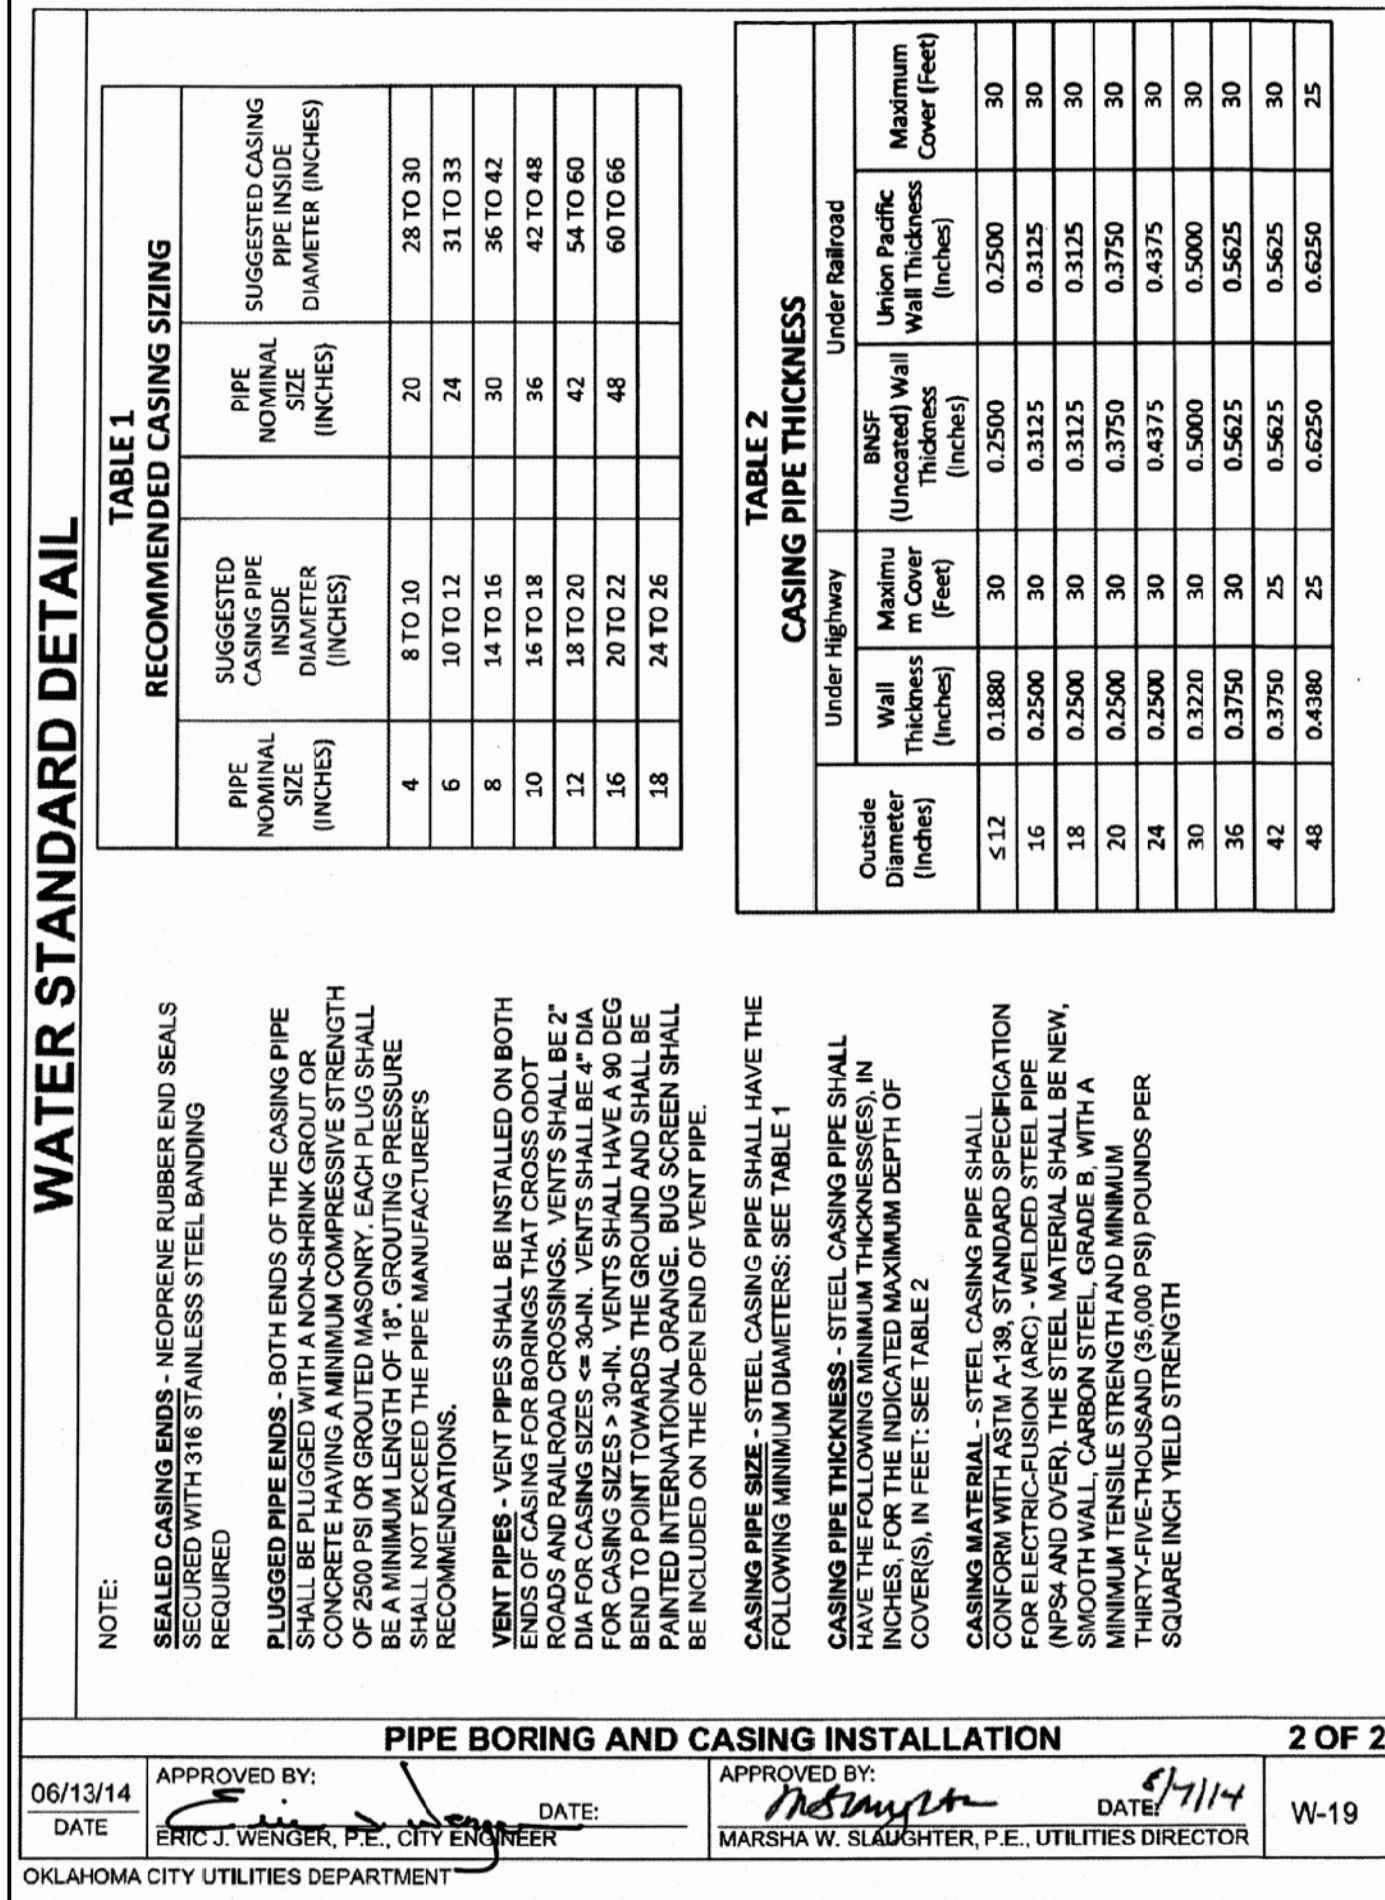 WATER STANDARD DETAIL
NOTE:
SEALED CASING ENDS - NEOPRENE RUBBER END SEALS
SECURED WITH 316 STAINLESS STEEL BANDING
REQUIRED
PLUGGED PIPE ENDS - BOTH ENDS OF THE CASING PIPE
SHALL BE PLUGGED WITH A NON-SHRINK GROUT OR
CONCRETE HAVING A MINIMUM COMPRESSIVE STRENGTH
OF 2500 PSI OR GROUTED MASONRY. EACH PLUG SHALL
BE A MINIMUM LENGTH OF 18". GROUTING PRESSURE
SHALL NOT EXCEED THE PIPE MANUFACTURER'S
RECOMMENDATIONS.
VENT PIPES - VENT PIPES SHALL BE INSTALLED ON BOTH
ENDS OF CASING FOR BORINGS THAT CROSS ODOT
ROADS AND RAILROAD CROSSINGS. VENTS SHALL BE 2"
DIA FOR CASING SIZES <= 30-IN. VENTS SHALL BE 4" DIA
FOR CASING SIZES > 30-IN. VENTS SHALL HAVE A 90 DEG
BEND TO POINT TOWARDS THE GROUND AND SHALL BE
PAINTED INTERNATIONAL ORANGE. BUG SCREEN SHALL
BE INCLUDED ON THE OPEN END OF VENT PIPE.
CASING PIPE SIZE - STEEL CASING PIPE SHALL HAVE THE
FOLLOWING MINIMUM DIAMETERS: SEE TABLE 1
CASING PIPE THICKNESS - STEEL CASING PIPE SHALL
HAVE THE FOLLOWING MINIMUM THICKNESS(ES), IN
INCHES, FOR THE INDICATED MAXIMUM DEPTH OF
COVER(S), IN FEET: SEE TABLE 2
CASING MATERIAL - STEEL CASING PIPE SHALL
CONFORM WITH ASTM A-139, STANDARD SPECIFICATION
FOR ELECTRIC-FUSION (ARC) - WELDED STEEL PIPE
(NPS4 AND OVER). THE STEEL MATERIAL SHALL BE NEW,
SMOOTH WALL, CARBON STEEL, GRADE B, WITH A
MINIMUM TENSILE STRENGTH AND MINIMUM
THIRTY-FIVE-THOUSAND (35,000 PSI) POUNDS PER
SQUARE INCH YIELD STRENGTH
TABLE 1
RECOMMENDED CASING SIZING
PIPE NOMINAL SIZE (INCHES) SUGGESTED CASING PIPE INSIDE DIAMETER (INCHES) PIPE NOMINAL SIZE (INCHES) SUGGESTED CASING PIPE INSIDE DIAMETER (INCHES)
4 8 TO 10 20 28 TO 30
6 10 TO 12 24 31 TO 33
8 14 TO 16 30 36 TO 42
10 16 TO 18 36 42 TO 48
12 18 TO 20 42 54 TO 60
16 20 TO 22 48 60 TO 66
18 24 TO 26
TABLE 2
CASING PIPE THICKNESS
Under Highway Under Railroad
Outside Diameter (Inches) Wall Thickness (Inches) Maximu m Cover (Feet) BNSF (Uncoated) Wall Thickness (Inches) Union Pacific Wall Thickness (Inches) Maximum Cover (Feet)
≤ 12 0.1880 30 0.2500 0.2500 30
16 0.2500 30 0.3125 0.3125 30
18 0.2500 30 0.3125 0.3125 30
20 0.2500 30 0.3750 0.3750 30
24 0.2500 30 0.4375 0.4375 30
30 0.3220 30 0.5000 0.5000 30
36 0.3750 30 0.5625 0.5625 30
42 0.3750 25 0.5625 0.5625 30
48 0.4380 25 0.6250 0.6250 25
PIPE BORING AND CASING INSTALLATION 2 OF 2
06/13/14
DATE
APPROVED BY:
DATE:
ERIC J. WENGER, P.E., CITY ENGINEER
APPROVED BY:
DATE: 8/7/14
MARSHA W. SLAUGHTER, P.E., UTILITIES DIRECTOR
W-19
OKLAHOMA CITY UTILITIES DEPARTMENT